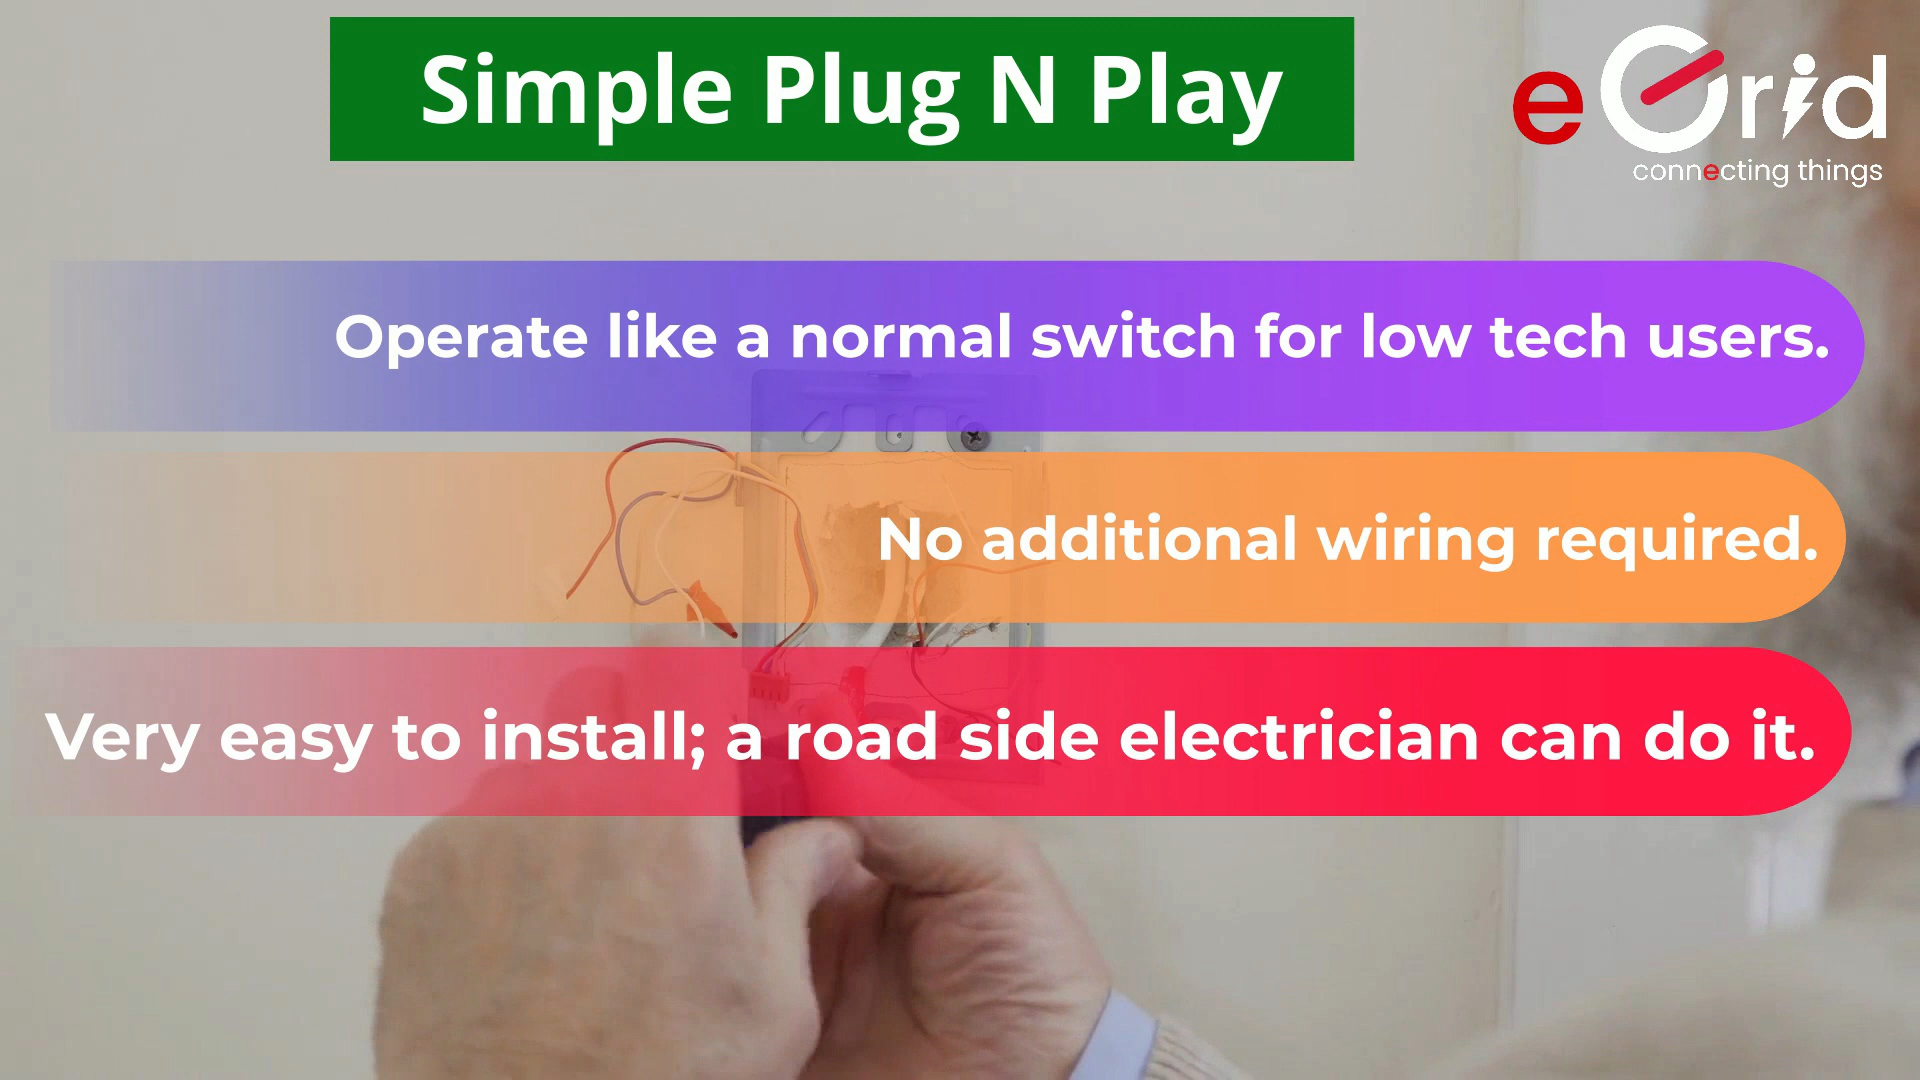 Simple Plug N Play
eGrid
connecting things
Operate like a normal switch for low tech users.
No additional wiring required.
Very easy to install; a road side electrician can do it.